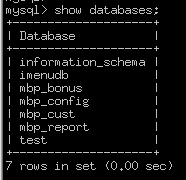 mysql> show databases;
+--------------------+
| Database           |
+--------------------+
| information_schema |
| imenudb            |
| mbp_bonus          |
| mbp_config         |
| mbp_cust           |
| mbp_report         |
| test               |
+--------------------+
7 rows in set (0.00 sec)